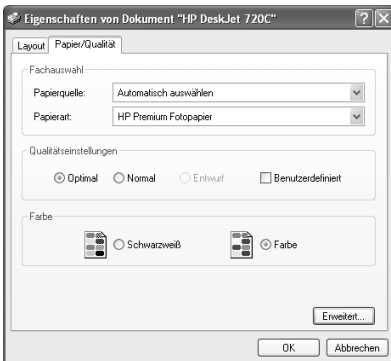 Eigenschaften von Dokument "HP DeskJet 720C"
Layout Papier/Qualität
Fachauswahl
Papierquelle: Automatisch auswählen
Papierart: HP Premium Fotopapier
Qualitätseinstellungen
Optimal Normal Entwurf Benutzerdefiniert
Farbe
Schwarzweiß Farbe
Erweitert...
OK Abbrechen